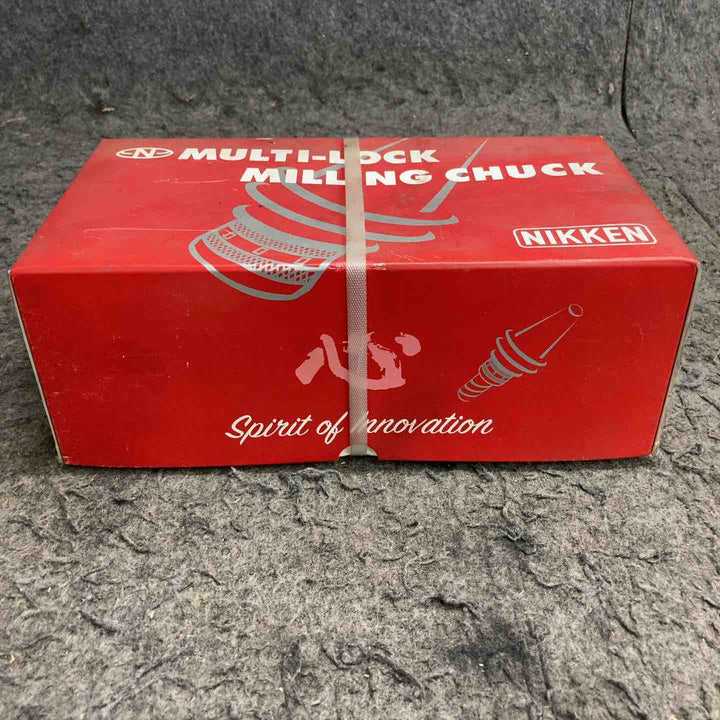 N MULTI-LOCK
MILLING CHUCK
NIKKEN
心
Spirit of Innovation